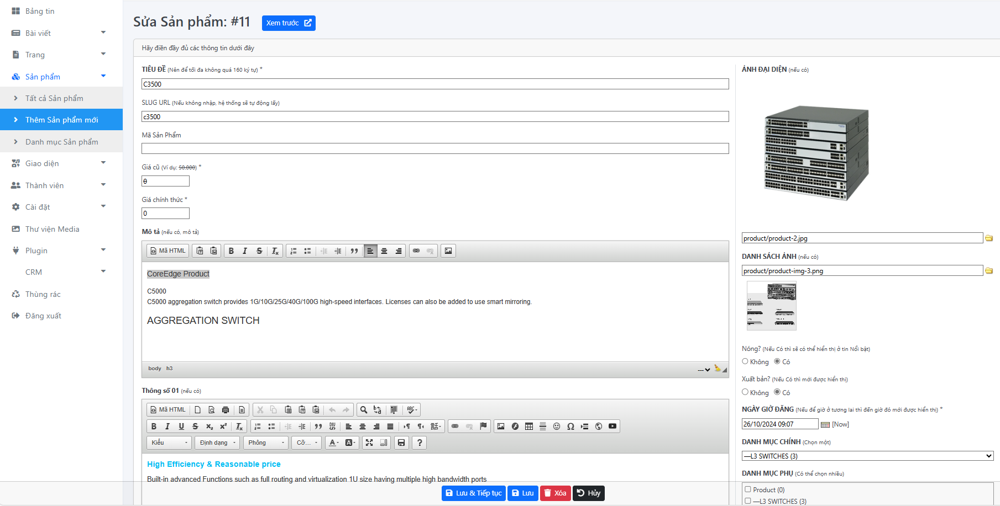 Bảng tin
Bài viết
Trang
Sản phẩm
Tất cả Sản phẩm
Thêm Sản phẩm mới
Danh mục Sản phẩm
Giao diện
Thành viên
Cài đặt
Thư viện Media
Plugin
CRM
Thùng rác
Đăng xuất
Sửa Sản phẩm: #11
Xem trước
Hãy điền đầy đủ các thông tin dưới đây
TIÊU ĐỀ (Nên để tối đa không quá 160 ký tự) *
C3500
SLUG URL (Nếu không nhập, hệ thống sẽ tự động lấy)
c3500
Mã Sản Phẩm
Giá cũ (Ví dụ: 50.000) *
0
Giá chính thức *
0
Mô tả (nếu có, mô tả)
Mã HTML
CoreEdge Product
C5000
C5000 aggregation switch provides 1G/10G/25G/40G/100G high-speed interfaces. Licenses can also be added to use smart mirroring.
AGGREGATION SWITCH
body h3
---
Thông số 01 (nếu có)
Mã HTML
Kiểu Định dạng Phông Cỡ...
High Efficiency & Reasonable price
Built-in advanced Functions such as full routing and virtualization 1U size having multiple high bandwidth ports
Lưu & Tiếp tục Lưu Xóa Hủy
ẢNH ĐẠI DIỆN (nếu có)
product/product-2.jpg
DANH SÁCH ẢNH (nếu có)
product/product-img-3.png
Nóng? (Nếu Có thì sẽ có thể hiển thị ở tin Nổi bật)
Không Có
Xuất bản? (Nếu Có thì mới được hiển thị)
Không Có
NGÀY GIỜ ĐĂNG (Nếu để giờ ở tương lai thì đến giờ đó mới được hiển thị) *
26/10/2024 09:07 [Now]
DANH MỤC CHÍNH (Chọn một)
—L3 SWITCHES (3)
DANH MỤC PHỤ (Có thể chọn nhiều)
Product (0)
—L3 SWITCHES (3)